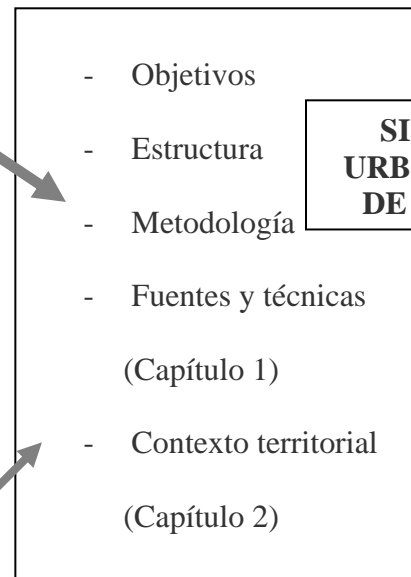 - Objetivos
- Estructura
- Metodología
- Fuentes y técnicas
(Capítulo 1)
- Contexto territorial
(Capítulo 2)
SI
URB
DE